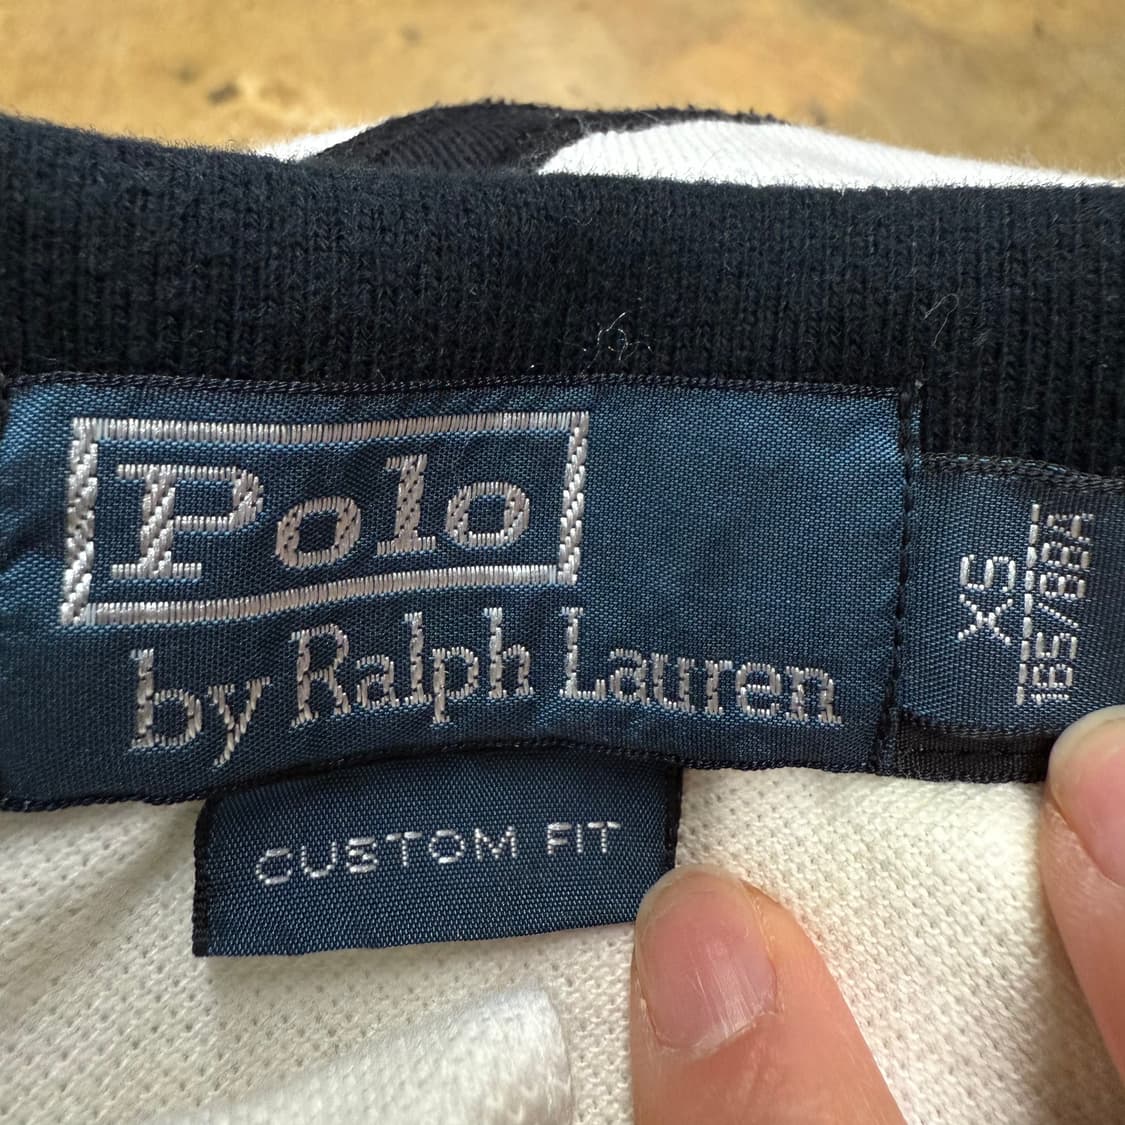 Polo
by Ralph Lauren
CUSTOM FIT
XS
165/88A